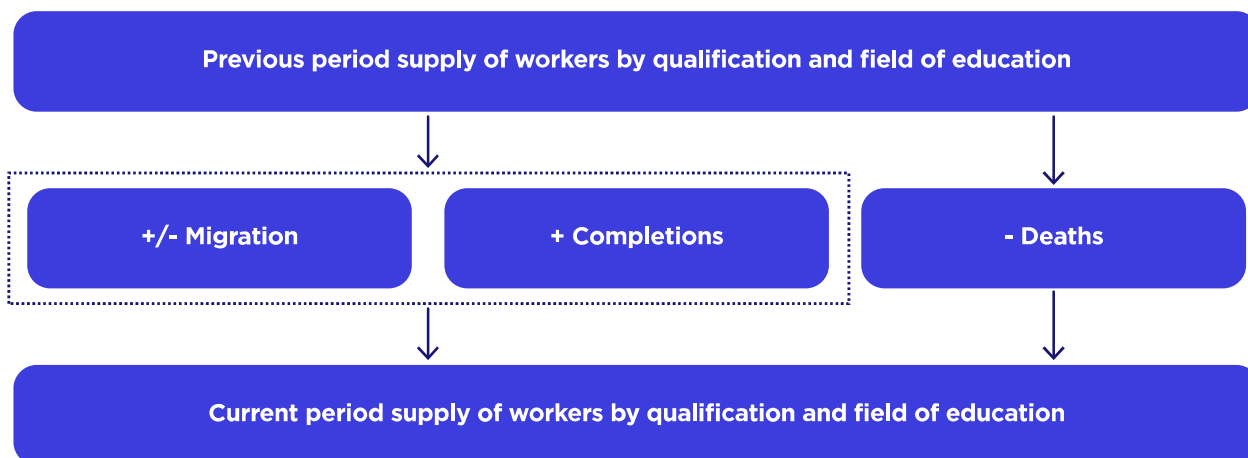 Previous period supply of workers by qualification and field of education
+/- Migration
+ Completions
- Deaths
Current period supply of workers by qualification and field of education